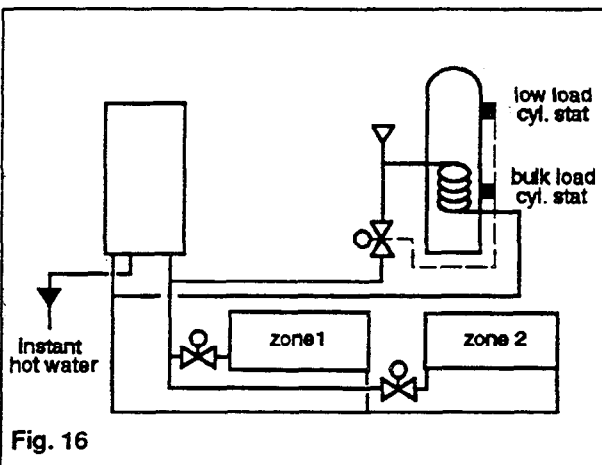 low load
cyl. stat
bulk load
cyl. stat
instant
hot water
zone1
zone 2
Fig. 16